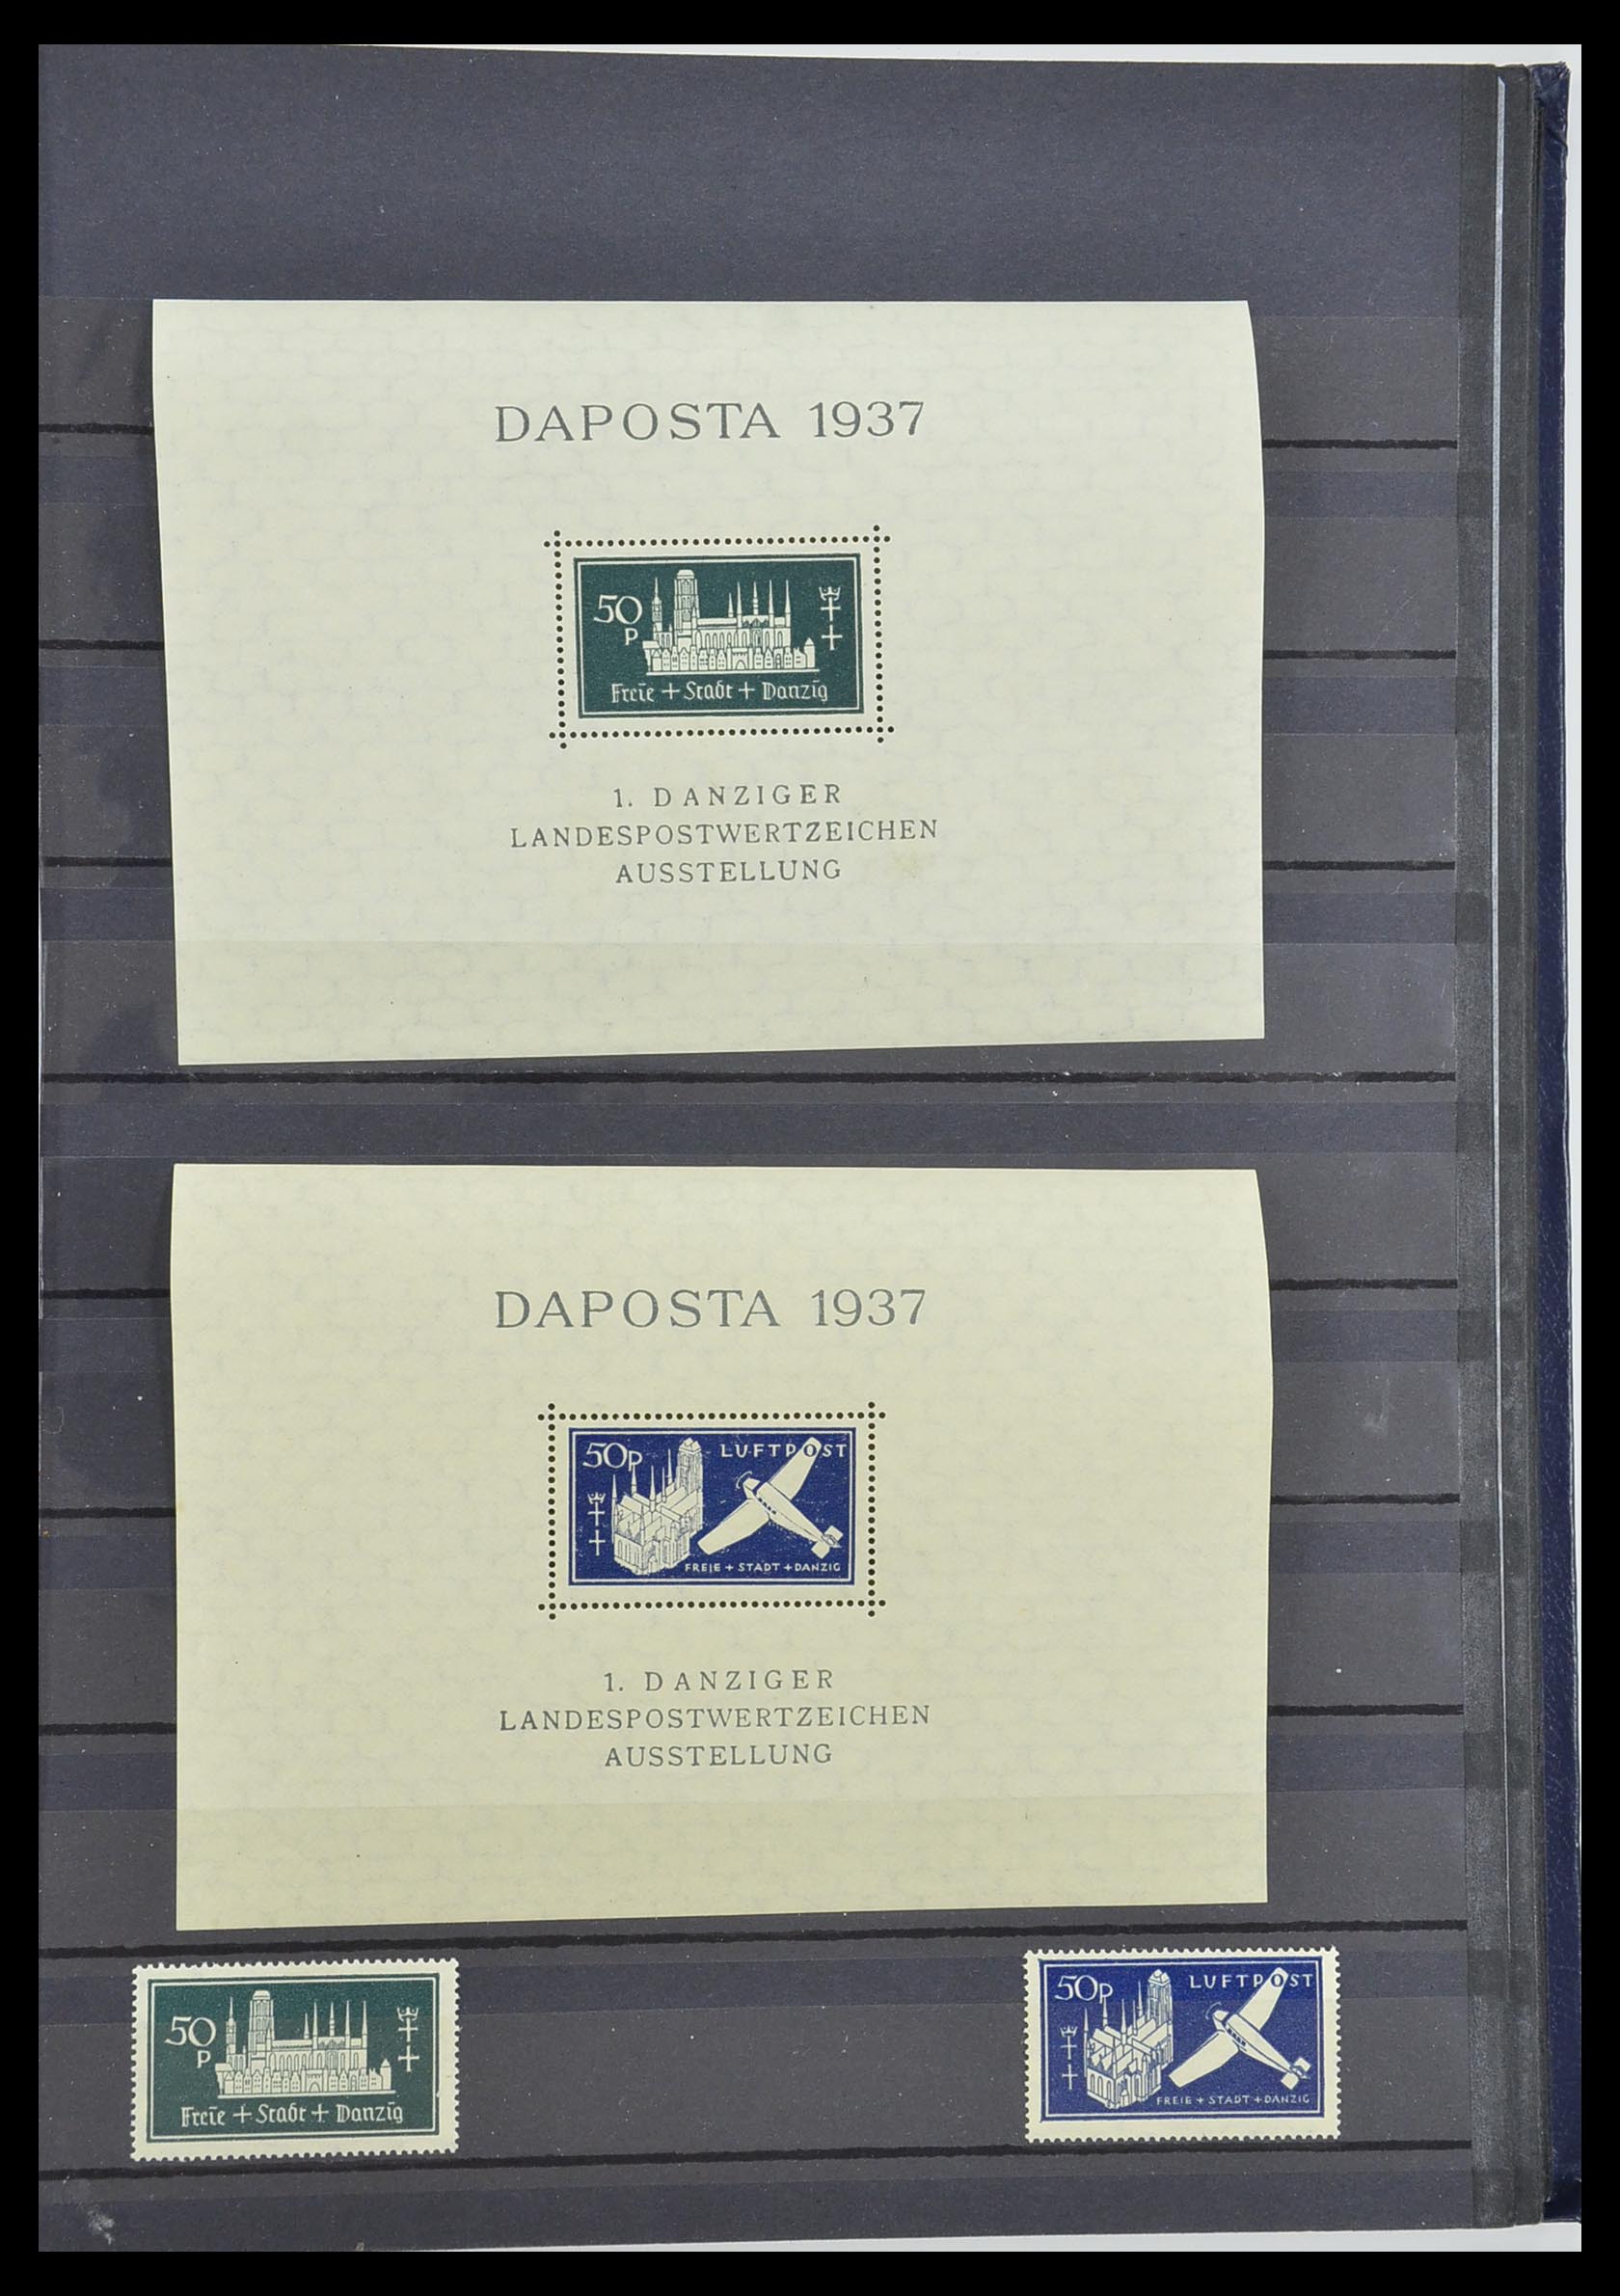 DAPOSTA 1937
50
P
Freie + Stadt + Danzig
1. DANZIGER
LANDESPOSTWERTZEICHEN
AUSSTELLUNG
DAPOSTA 1937
50P LUFTPOST
FREIE + STADT + DANZIG
1. DANZIGER
LANDESPOSTWERTZEICHEN
AUSSTELLUNG
50
P
Freie + Stadt + Danzig
50P LUFTPOST
FREIE + STADT + DANZIG